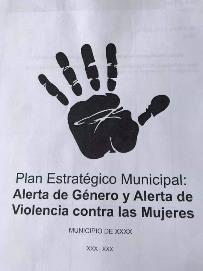 Plan Estratégico Municipal:
Alerta de Género y Alerta de
Violencia contra las Mujeres
MUNICIPIO DE XXXX
XXX - XXX